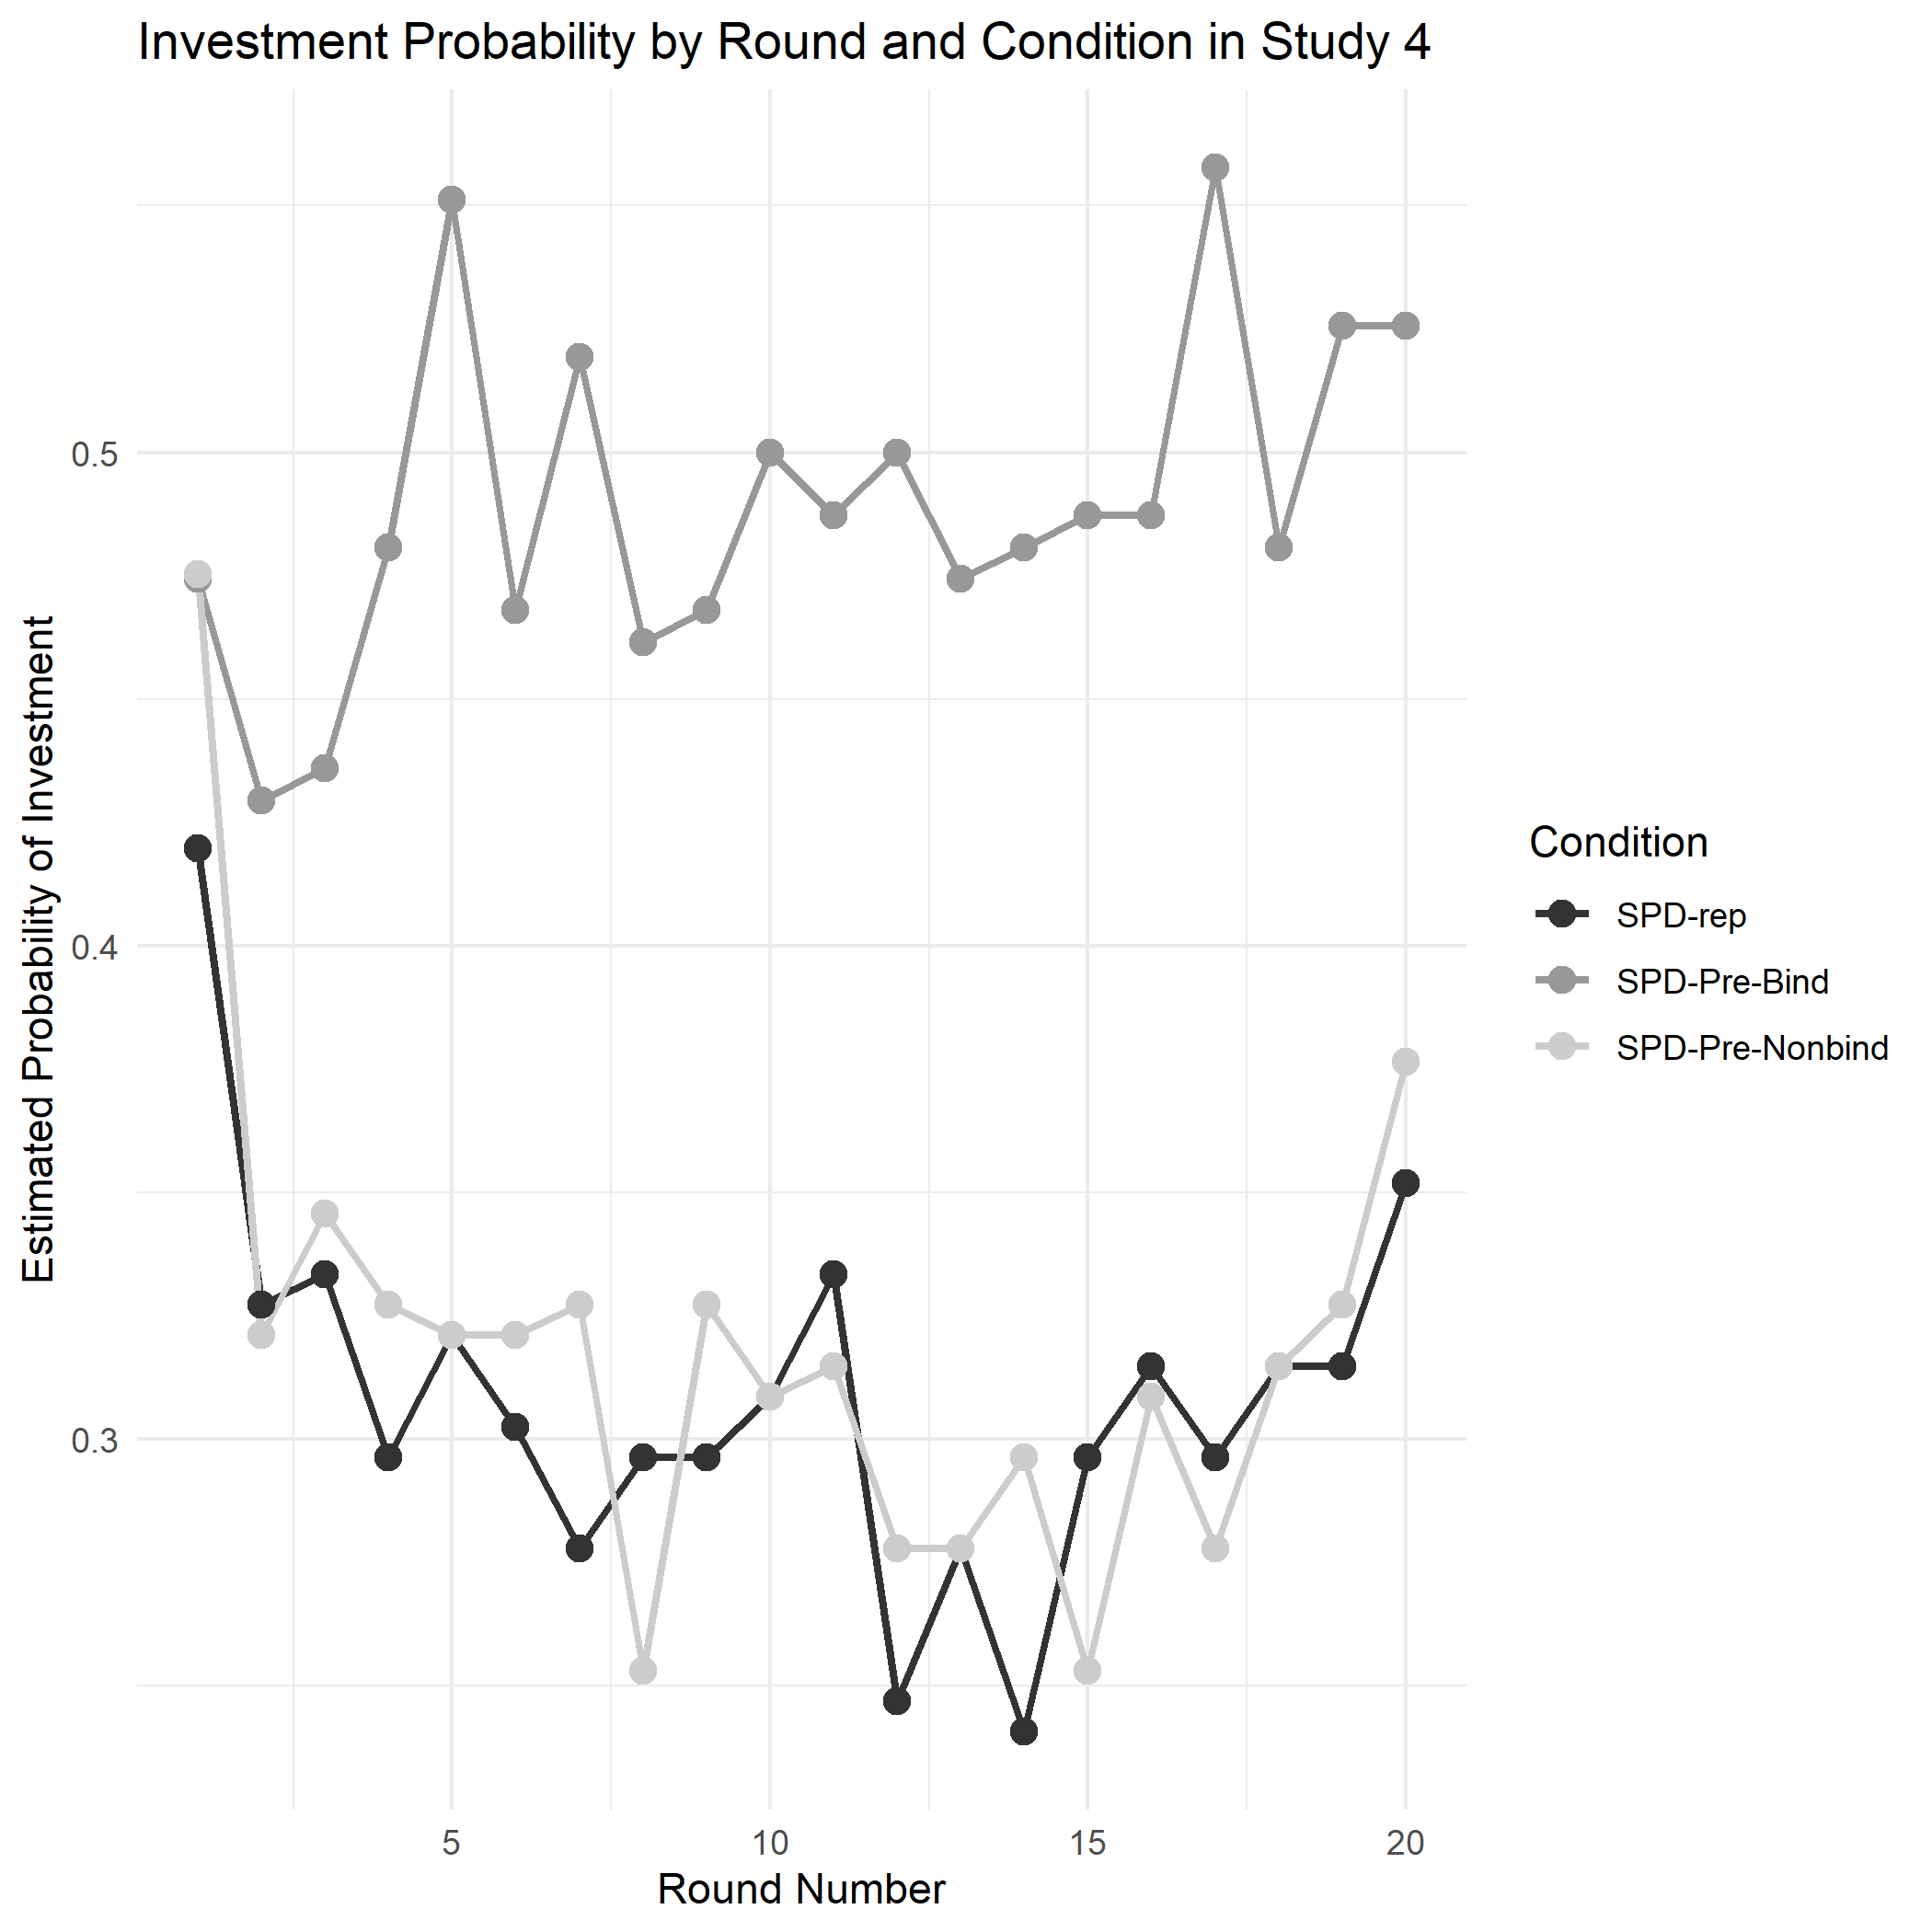 Investment Probability by Round and Condition in Study 4
Estimated Probability of Investment
0.5
0.4
0.3
5 10 15 20
Round Number
Condition
SPD-rep
SPD-Pre-Bind
SPD-Pre-Nonbind